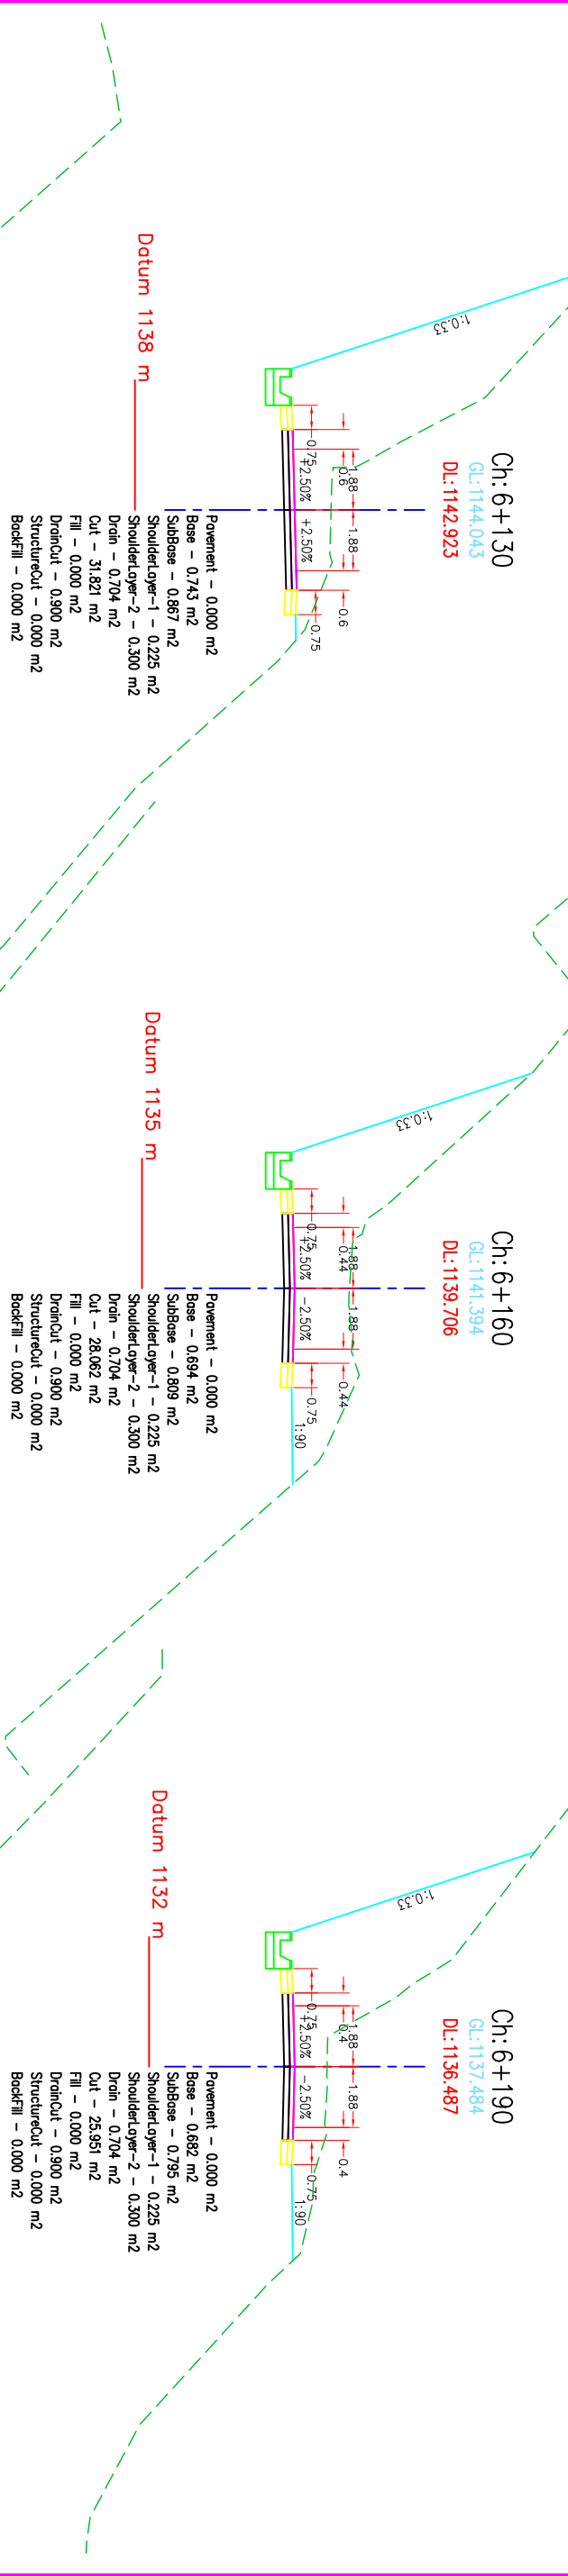 Ch:6+130
GL:1144.043
DL:1142.923
1:0.33
1.88
1.88
0.6
0.6
0.75
0.75
+2.50%
+2.50%
Datum 1138 m
Pavement - 0.000 m2
Base - 0.743 m2
SubBase - 0.867 m2
ShoulderLayer-1 - 0.225 m2
ShoulderLayer-2 - 0.300 m2
Drain - 0.704 m2
Cut - 31.821 m2
Fill - 0.000 m2
DrainCut - 0.900 m2
StructureCut - 0.000 m2
BackFill - 0.000 m2
Ch:6+160
GL:1141.394
DL:1139.706
1:0.33
1.88
1.88
0.44
0.44
0.75
0.75
+2.50%
-2.50%
1:90
Datum 1135 m
Pavement - 0.000 m2
Base - 0.694 m2
SubBase - 0.809 m2
ShoulderLayer-1 - 0.225 m2
ShoulderLayer-2 - 0.300 m2
Drain - 0.704 m2
Cut - 28.062 m2
Fill - 0.000 m2
DrainCut - 0.900 m2
StructureCut - 0.000 m2
BackFill - 0.000 m2
Ch:6+190
GL:1137.484
DL:1136.487
1:0.33
1.88
1.88
0.4
0.4
0.75
0.75
+2.50%
-2.50%
1:90
Datum 1132 m
Pavement - 0.000 m2
Base - 0.682 m2
SubBase - 0.795 m2
ShoulderLayer-1 - 0.225 m2
ShoulderLayer-2 - 0.300 m2
Drain - 0.704 m2
Cut - 25.951 m2
Fill - 0.000 m2
DrainCut - 0.900 m2
StructureCut - 0.000 m2
BackFill - 0.000 m2